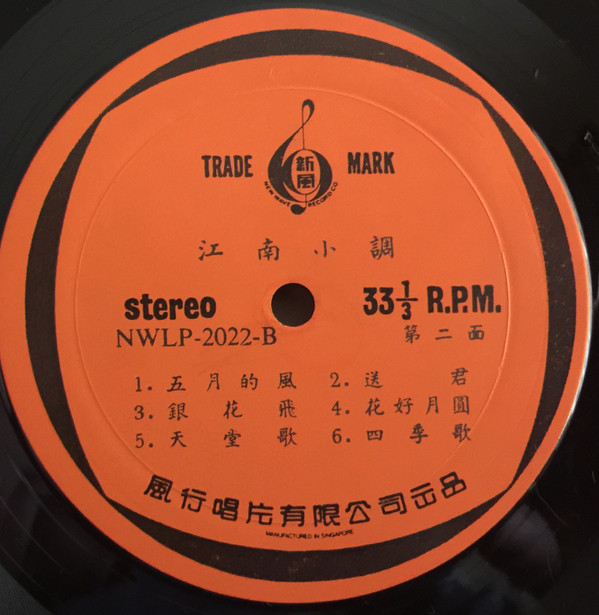 TRADE MARK
新風
NEW WAVE RECORD CO
江南小調
stereo 33⅓ R.P.M.
NWLP-2022-B 第二面
1. 五月的風 2. 送君
3. 銀花飛 4. 花好月圓
5. 天堂歌 6. 四季歌
風行唱片有限公司出品
MANUFACTURED IN SINGAPORE